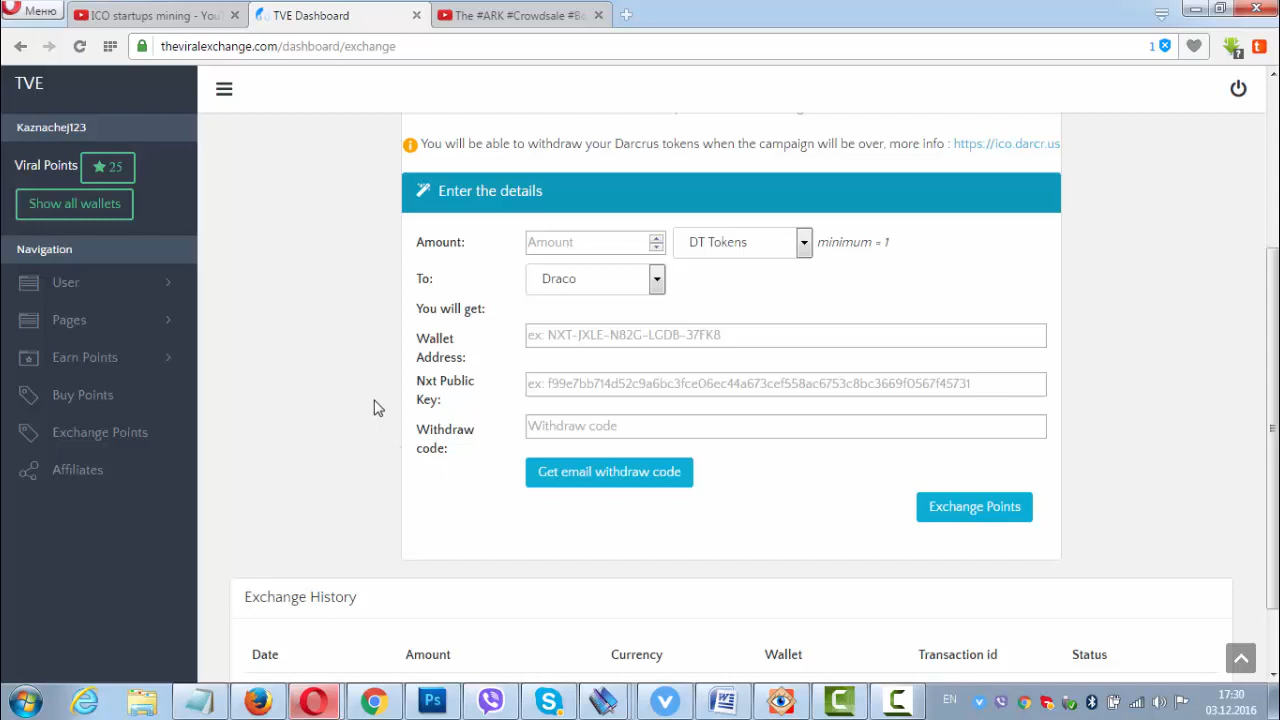 Меню
ICO startups mining - You
TVE Dashboard
The #ARK #Crowdsale #B
theviralexchange.com/dashboard/exchange
1
TVE
Kaznachej123
Viral Points
25
Show all wallets
Navigation
User
Pages
Earn Points
Buy Points
Exchange Points
Affiliates
You will be able to withdraw your Darcrus tokens when the campaign will be over, more info : https://ico.darcr.us
Enter the details
Amount:
Amount
DT Tokens
minimum = 1
To:
Draco
You will get:
Wallet
Address:
ex: NXT-JXLE-N82G-LGDB-37FK8
Nxt Public
Key:
ex: f99e7bb714d52c9a6bc3fce06ec44a673cef558ac6753c8bc3669f0567f45731
Withdraw
code:
Withdraw code
Get email withdraw code
Exchange Points
Exchange History
Date
Amount
Currency
Wallet
Transaction id
Status
Ps
EN
17:30
03.12.2016